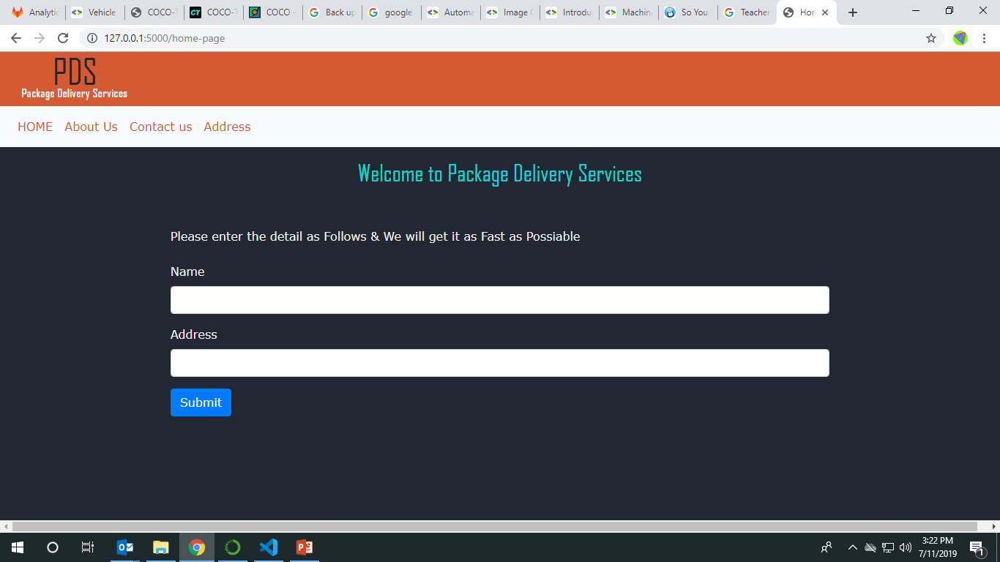 Analytic
Vehicle
COCO-T
COCO-T
COCO -
Back up
google
Automa
Image C
Introdu
Machin
So You
Teacher
Hom
127.0.0.1:5000/home-page
PDS
Package Delivery Services
HOME About Us Contact us Address
Welcome to Package Delivery Services
Please enter the detail as Follows & We will get it as Fast as Possiable
Name
Address
Submit
3:22 PM
7/11/2019
1